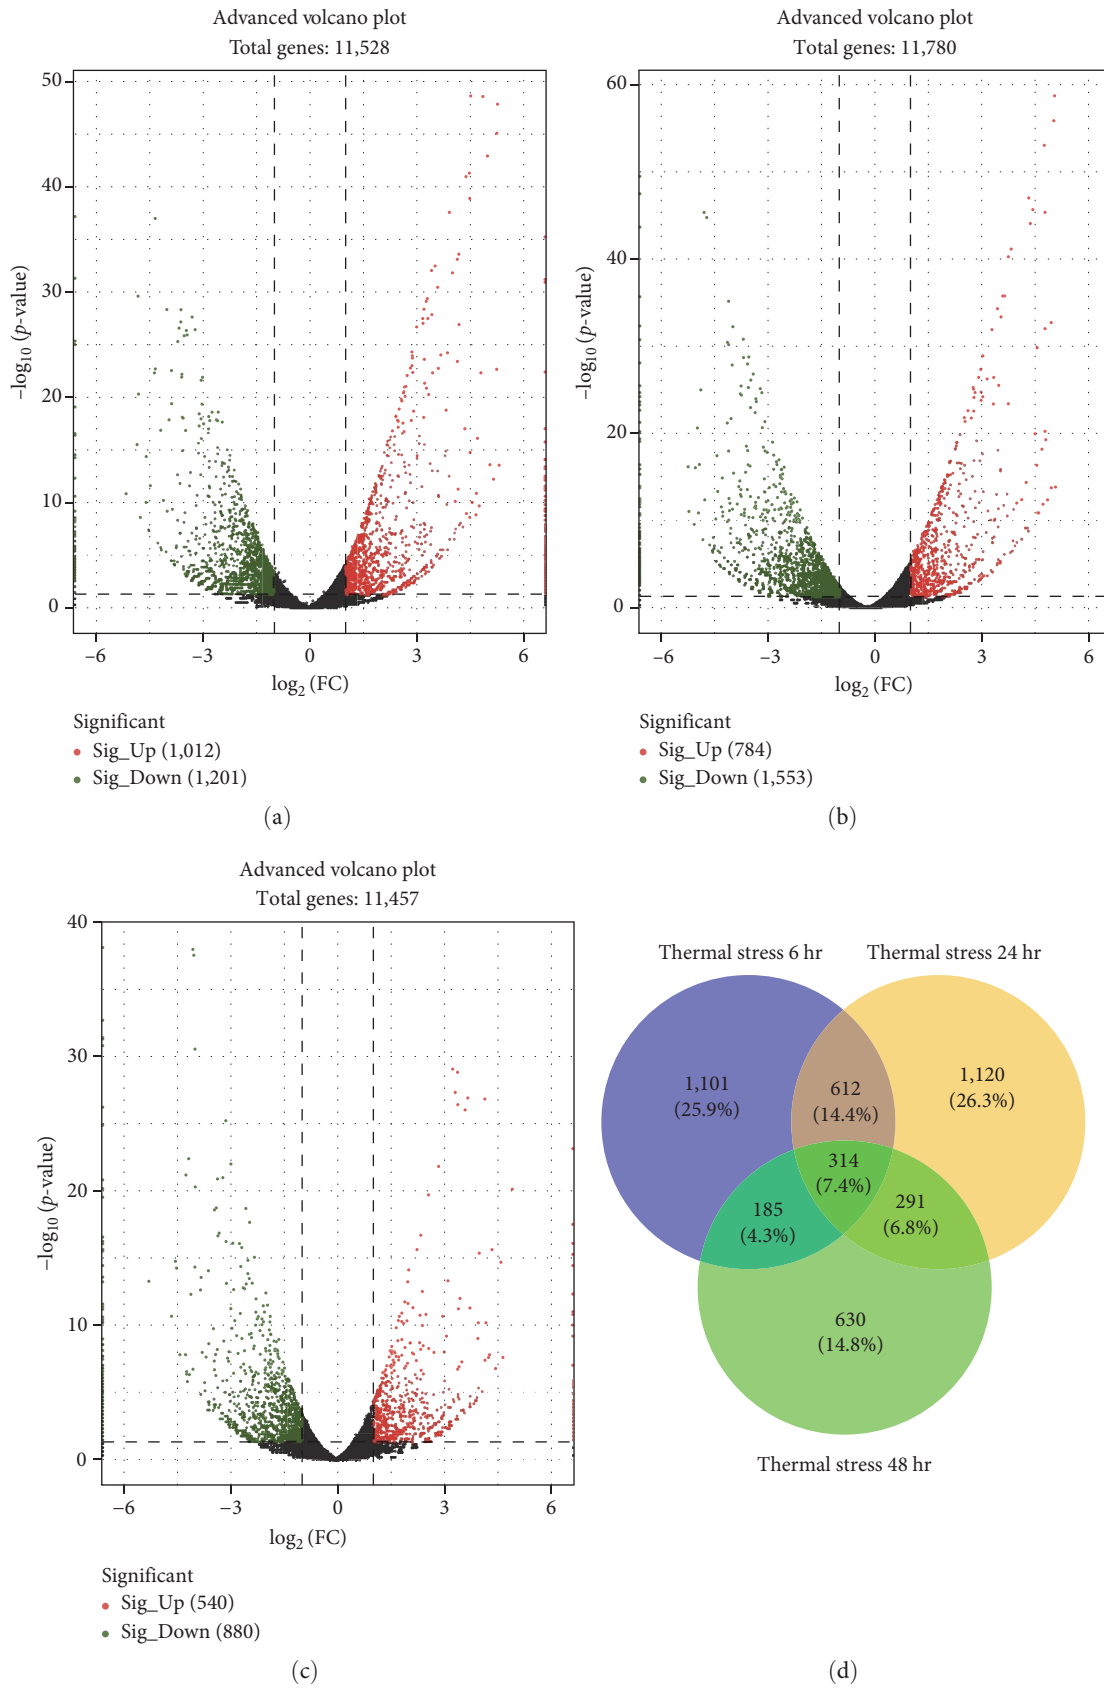 Advanced volcano plot
Total genes: 11,528
50
40
30
20
10
0
−log10 (p-value)
−6
−3
0
3
6
log2 (FC)
Significant
Sig_Up (1,012)
Sig_Down (1,201)
(a)
Advanced volcano plot
Total genes: 11,780
60
40
20
0
−log10 (p-value)
−6
−3
0
3
6
log2 (FC)
Significant
Sig_Up (784)
Sig_Down (1,553)
(b)
Advanced volcano plot
Total genes: 11,457
40
30
20
10
0
−log10 (p-value)
−6
−3
0
3
6
log2 (FC)
Significant
Sig_Up (540)
Sig_Down (880)
(c)
Thermal stress 6 hr
Thermal stress 24 hr
1,101
(25.9%)
612
(14.4%)
1,120
(26.3%)
314
(7.4%)
185
(4.3%)
291
(6.8%)
630
(14.8%)
Thermal stress 48 hr
(d)